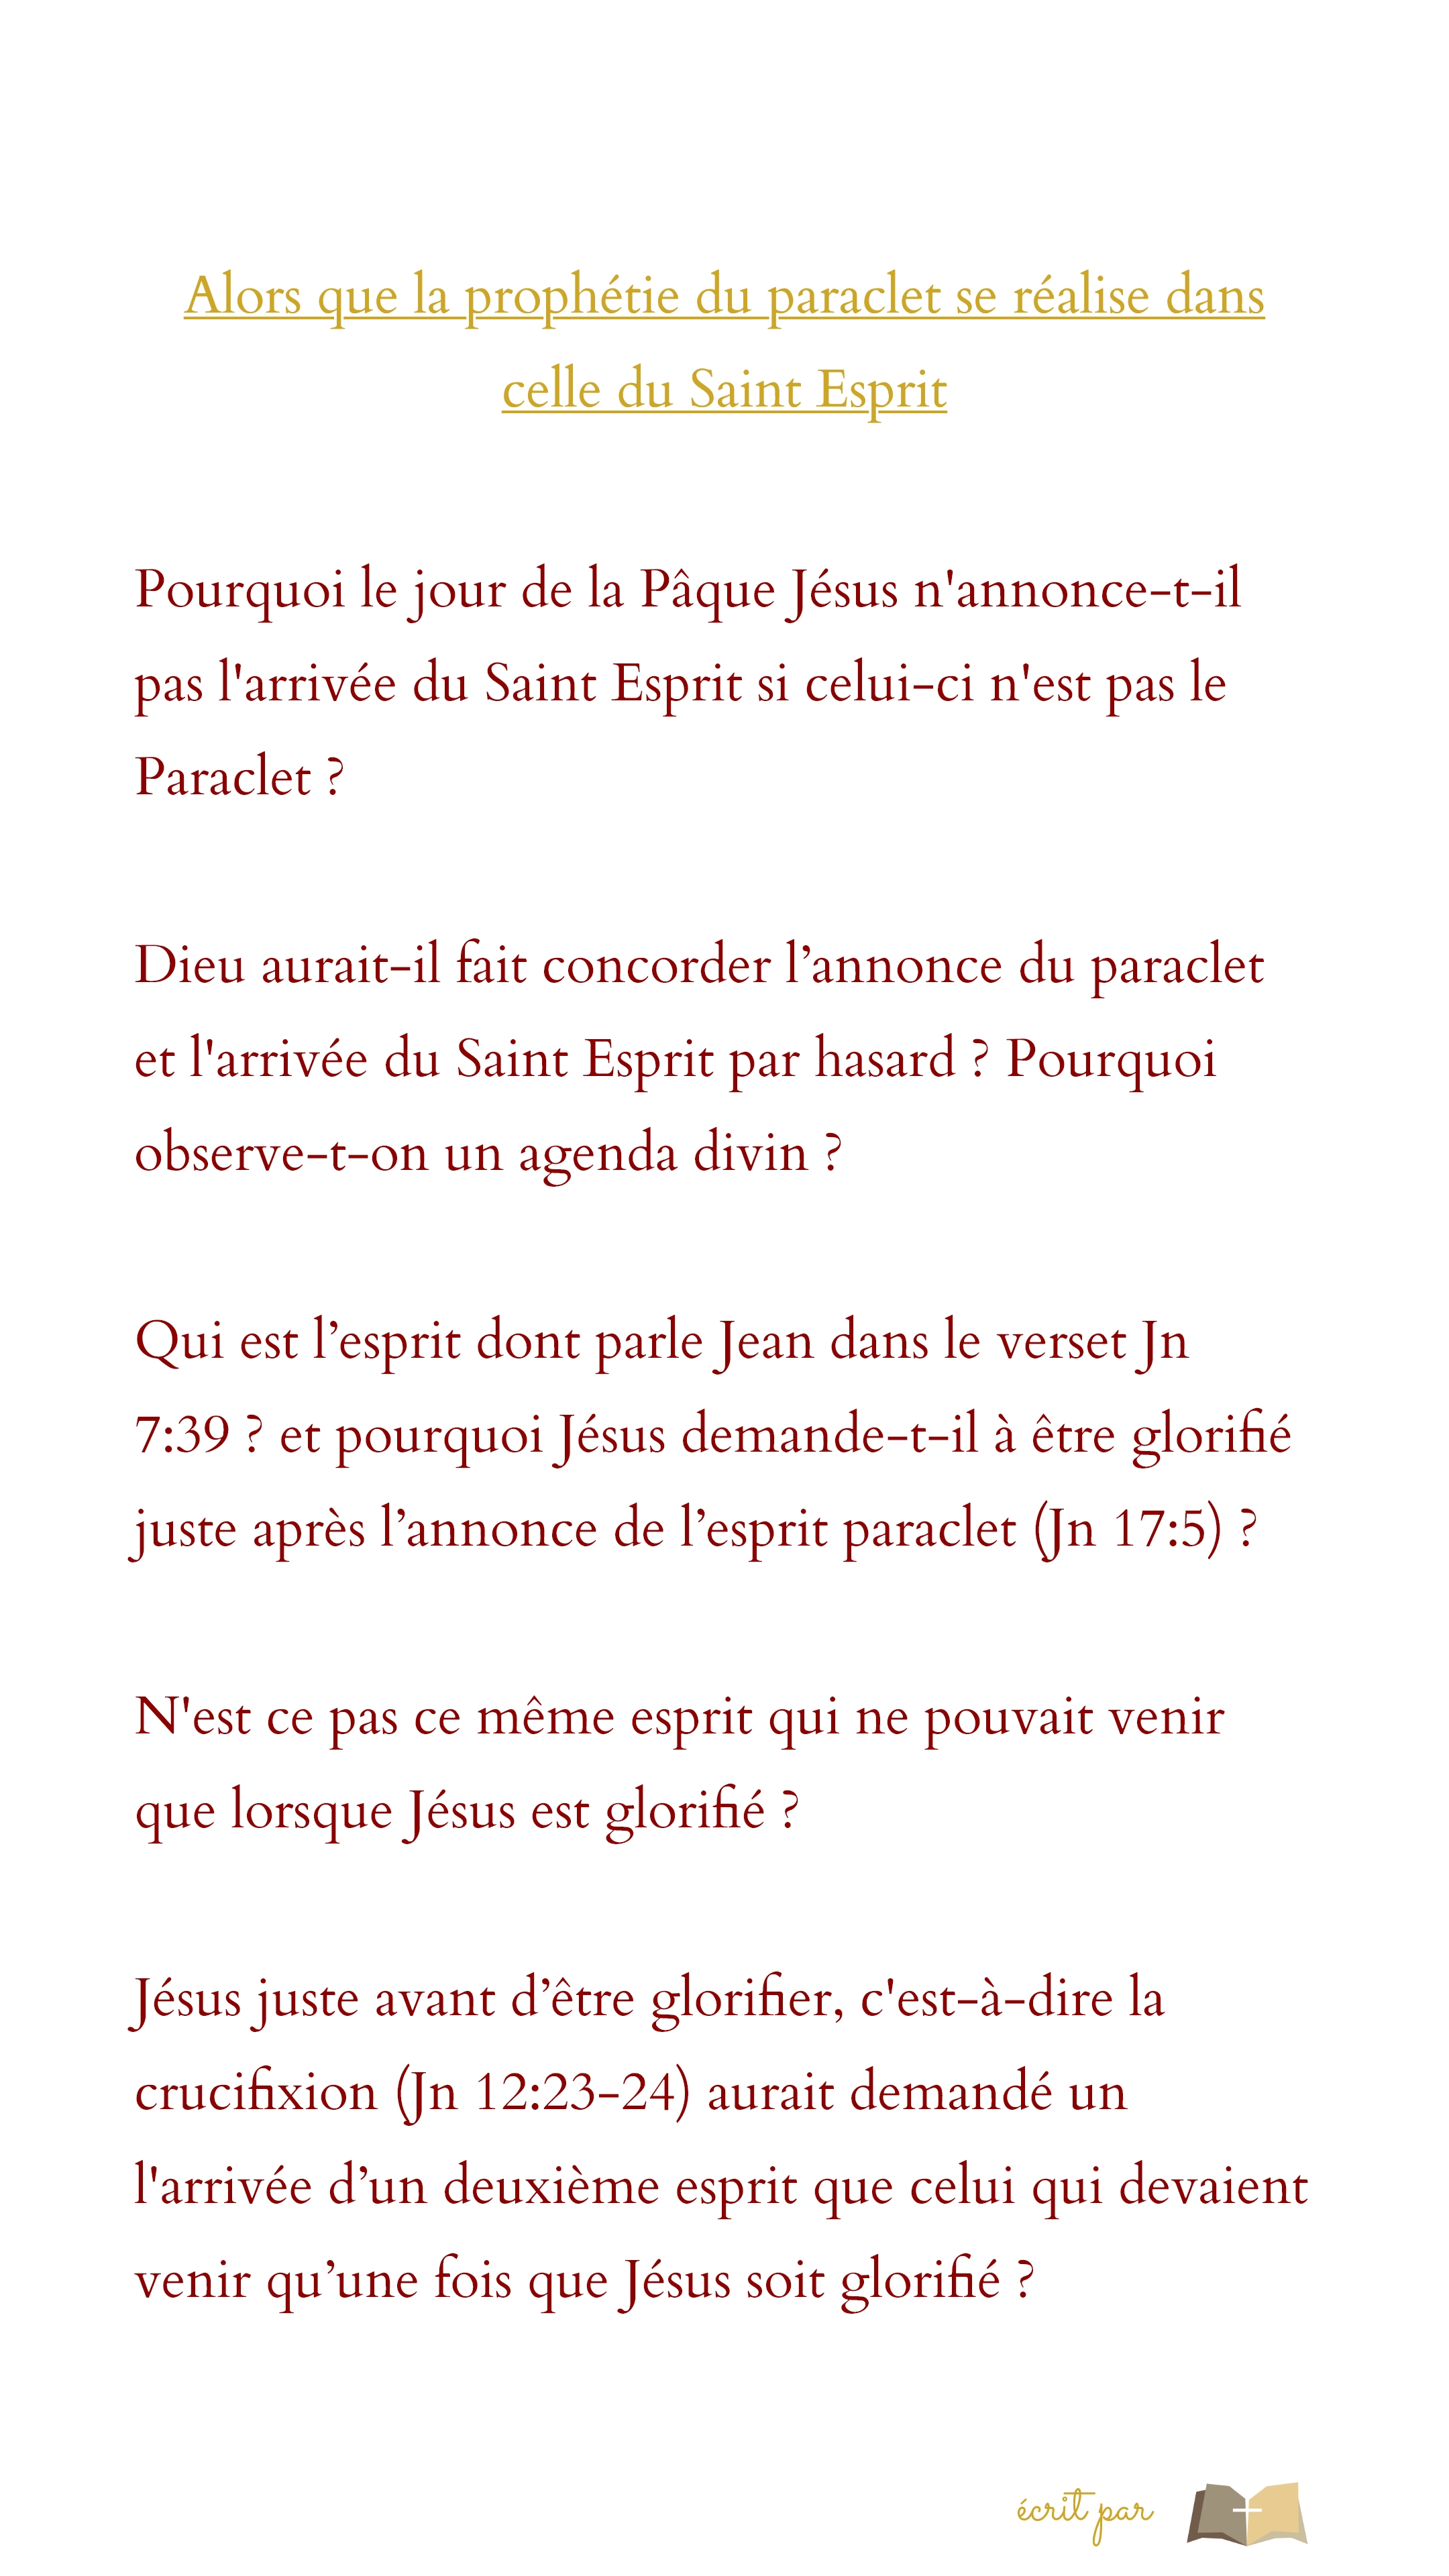 Alors que la prophétie du paraclet se réalise dans
celle du Saint Esprit
Pourquoi le jour de la Pâque Jésus n'annonce-t-il
pas l'arrivée du Saint Esprit si celui-ci n'est pas le
Paraclet ?
Dieu aurait-il fait concorder l’annonce du paraclet
et l'arrivée du Saint Esprit par hasard ? Pourquoi
observe-t-on un agenda divin ?
Qui est l’esprit dont parle Jean dans le verset Jn
7:39 ? et pourquoi Jésus demande-t-il à être glorifié
juste après l’annonce de l’esprit paraclet (Jn 17:5) ?
N'est ce pas ce même esprit qui ne pouvait venir
que lorsque Jésus est glorifié ?
Jésus juste avant d’être glorifier, c'est-à-dire la
crucifixion (Jn 12:23-24) aurait demandé un
l'arrivée d’un deuxième esprit que celui qui devaient
venir qu’une fois que Jésus soit glorifié ?
écrit par